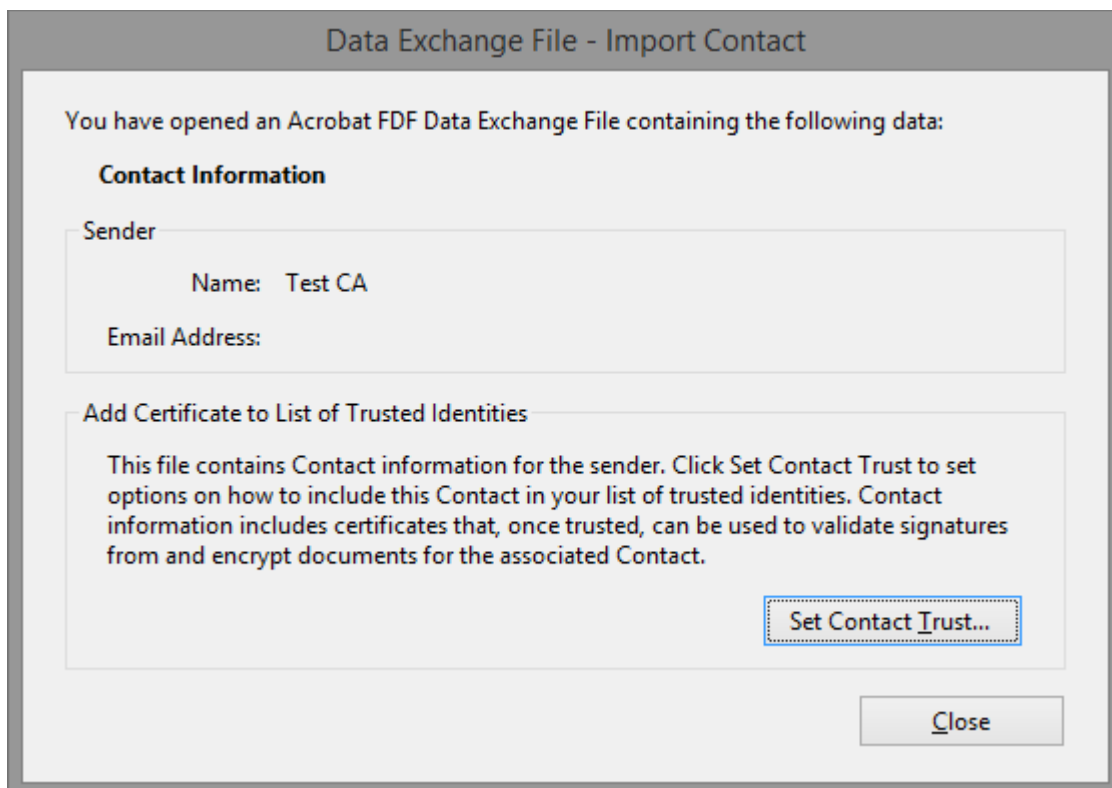 Data Exchange File - Import Contact
You have opened an Acrobat FDF Data Exchange File containing the following data:
Contact Information
Sender
Name: Test CA
Email Address:
Add Certificate to List of Trusted Identities
This file contains Contact information for the sender. Click Set Contact Trust to set
options on how to include this Contact in your list of trusted identities. Contact
information includes certificates that, once trusted, can be used to validate signatures
from and encrypt documents for the associated Contact.
Set Contact Trust...
Close